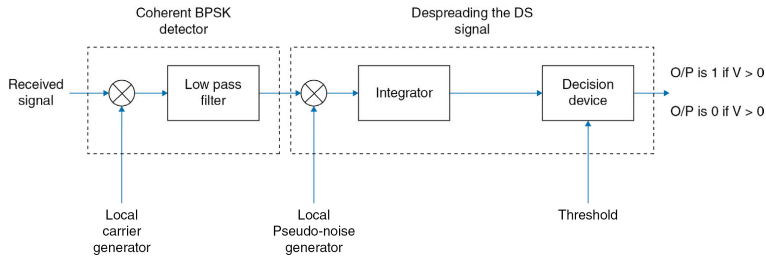 Coherent BPSK
detector
Despreading the DS
signal
Received
signal
Low pass
filter
Integrator
Decision
device
O/P is 1 if V > 0
O/P is 0 if V > 0
Local
carrier
generator
Local
Pseudo-noise
generator
Threshold